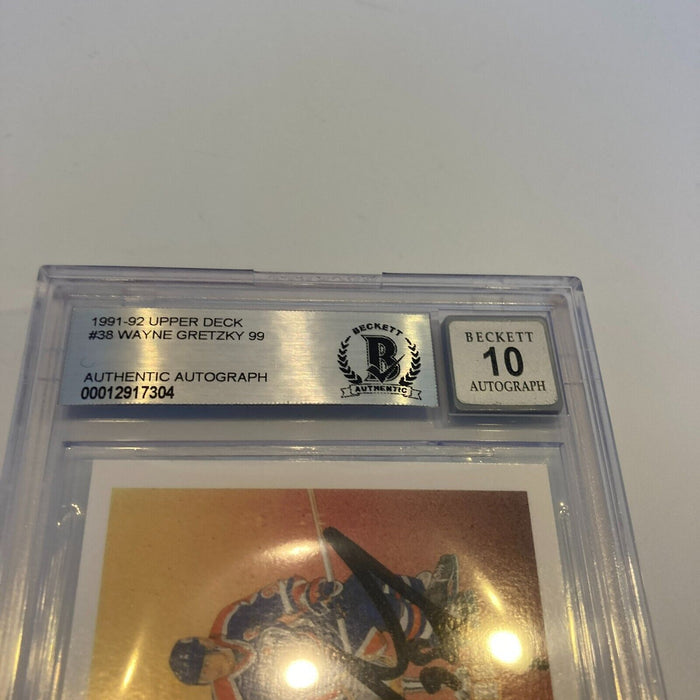 1991-92 UPPER DECK
#38 WAYNE GRETZKY 99
AUTHENTIC AUTOGRAPH
00012917304
BECKETT
B
AUTHENTIC
BECKETT
10
AUTOGRAPH